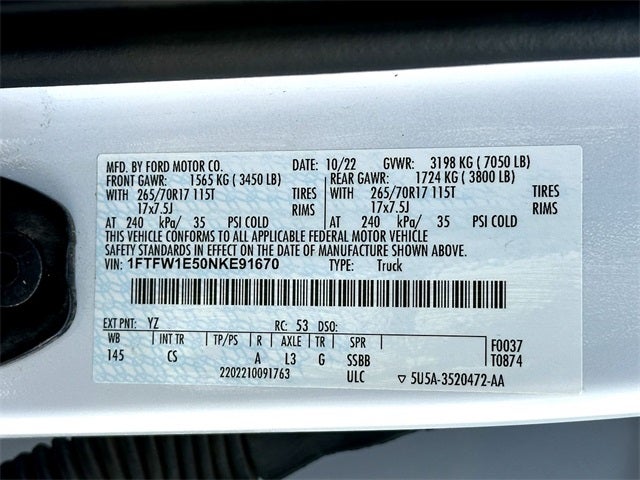 MFD. BY FORD MOTOR CO. DATE: 10/22 GVWR: 3198 KG ( 7050 LB)
FRONT GAWR: 1565 KG ( 3450 LB) REAR GAWR: 1724 KG ( 3800 LB)
WITH 265/70R17 115T TIRES WITH 265/70R17 115T TIRES
17x7.5J RIMS 17x7.5J RIMS
AT 240 kPa/ 35 PSI COLD AT 240 kPa/ 35 PSI COLD
THIS VEHICLE CONFORMS TO ALL APPLICABLE FEDERAL MOTOR VEHICLE
SAFETY STANDARDS IN EFFECT ON THE DATE OF MANUFACTURE SHOWN ABOVE.
VIN: 1FTFW1E50NKE91670 TYPE: Truck
EXT PNT: YZ RC: 53 DSO:
WB INT TR TP/PS R AXLE TR SPR F0037
145 CS A L3 G SSBB T0874
2202210091763 ULC 5U5A-3520472-AA